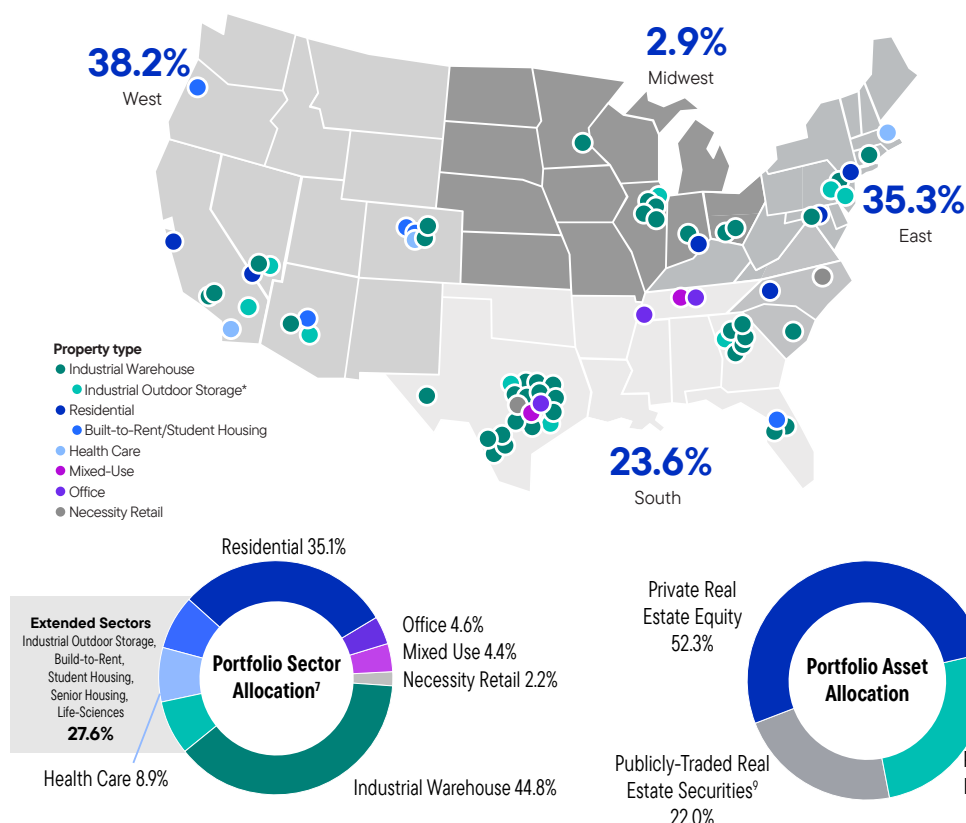 38.2%
West
2.9%
Midwest
35.3%
East
23.6%
South
Property type
Industrial Warehouse
Industrial Outdoor Storage*
Residential
Built-to-Rent/Student Housing
Health Care
Mixed-Use
Office
Necessity Retail
Residential 35.1%
Office 4.6%
Mixed Use 4.4%
Necessity Retail 2.2%
Industrial Warehouse 44.8%
Health Care 8.9%
Extended Sectors
Industrial Outdoor Storage,
Build-to-Rent,
Student Housing,
Senior Housing,
Life-Sciences
27.6%
Portfolio Sector
Allocation⁷
Private Real
Estate Equity
52.3%
Portfolio Asset
Allocation
Publicly-Traded Real
Estate Securities⁹
22.0%